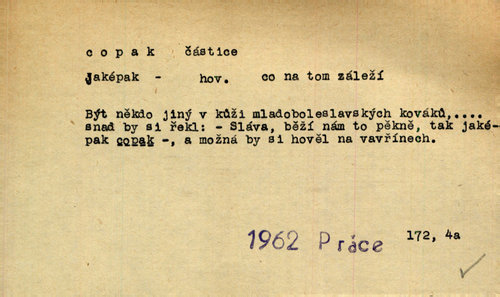 copak částice
Jaképak - hov. co na tom záleží
Být někdo jiný v kůži mladoboleslavských kováků,....
snad by si řekl: - Sláva, běží nám to pěkně, tak jaké-
pak copak -, a možná by si hověl na vavřínech.
1962 Práce 172, 4a